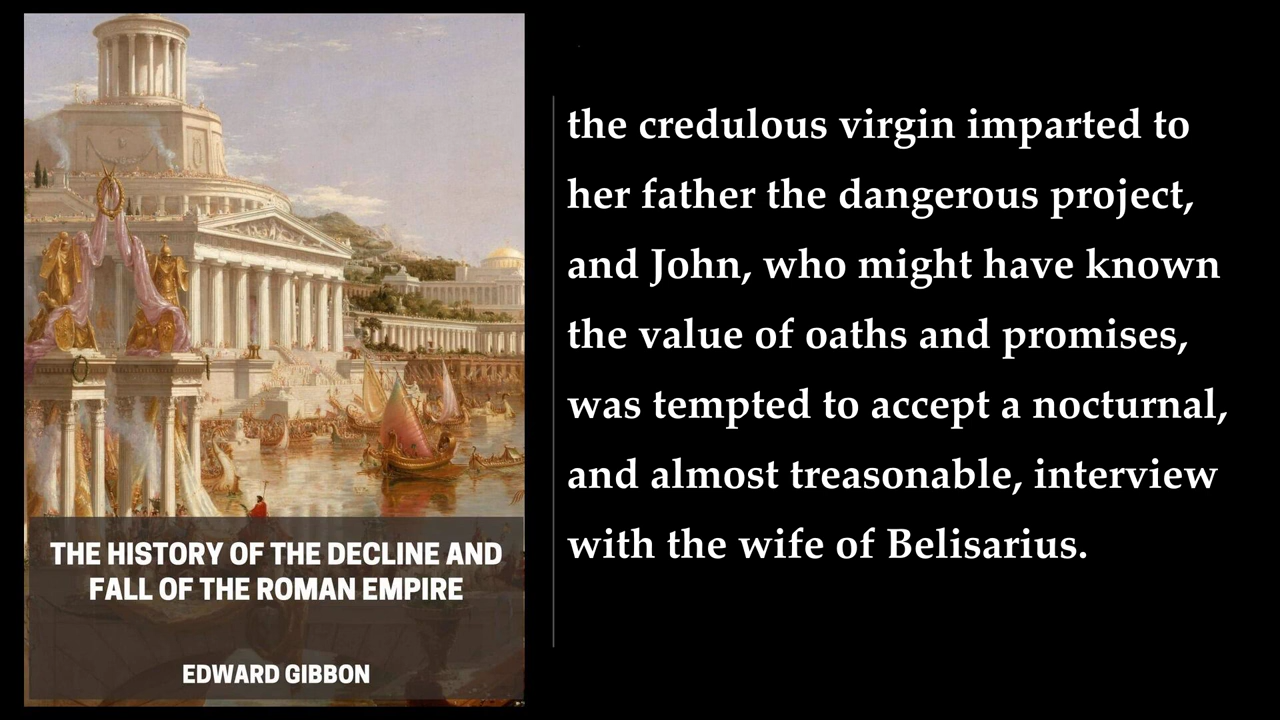 THE HISTORY OF THE DECLINE AND
FALL OF THE ROMAN EMPIRE
EDWARD GIBBON
the credulous virgin imparted to
her father the dangerous project,
and John, who might have known
the value of oaths and promises,
was tempted to accept a nocturnal,
and almost treasonable, interview
with the wife of Belisarius.